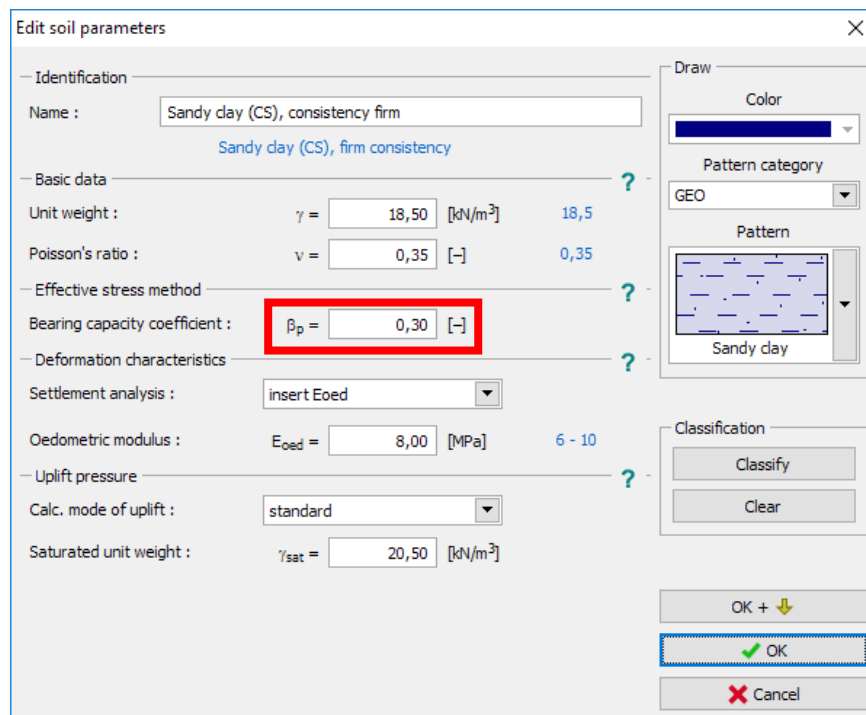 Edit soil parameters
Identification
Name : Sandy clay (CS), consistency firm
Sandy clay (CS), firm consistency
Basic data ?
Unit weight : γ = 18,50 [kN/m³] 18,5
Poisson's ratio : ν = 0,35 [–] 0,35
Effective stress method ?
Bearing capacity coefficient : βp = 0,30 [–]
Deformation characteristics ?
Settlement analysis : insert Eoed
Oedometric modulus : Eoed = 8,00 [MPa] 6 - 10
Uplift pressure ?
Calc. mode of uplift : standard
Saturated unit weight : γsat = 20,50 [kN/m³]
Draw
Color
Pattern category
GEO
Pattern
Sandy clay
Classification
Classify
Clear
OK +
OK
Cancel